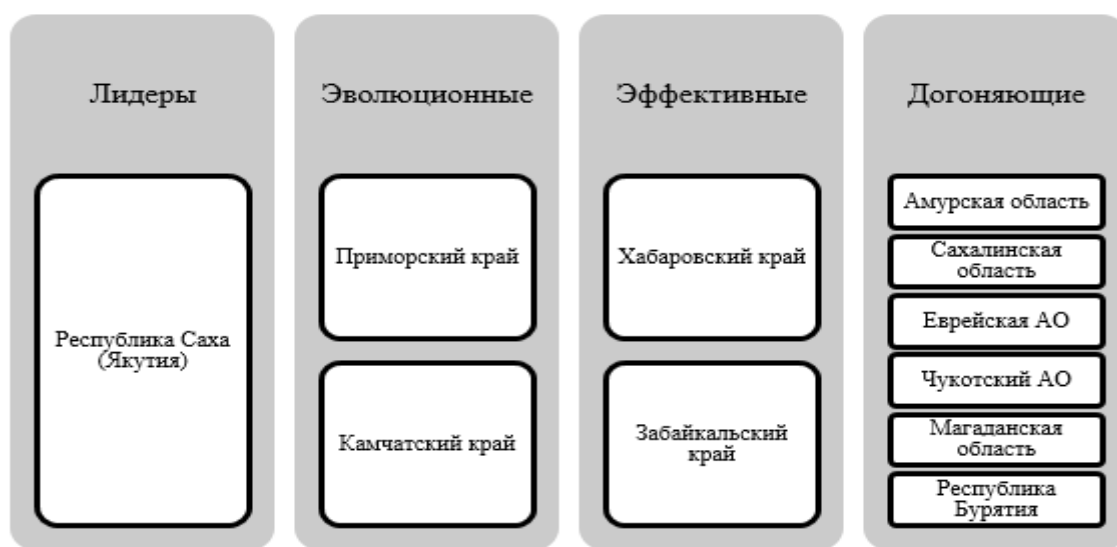 Лидеры
Республика Саха
(Якутия)
Эволюционные
Приморский край
Камчатский край
Эффективные
Хабаровский край
Забайкальский
край
Догоняющие
Амурская область
Сахалинская
область
Еврейская АО
Чукотский АО
Магаданская
область
Республика
Бурятия